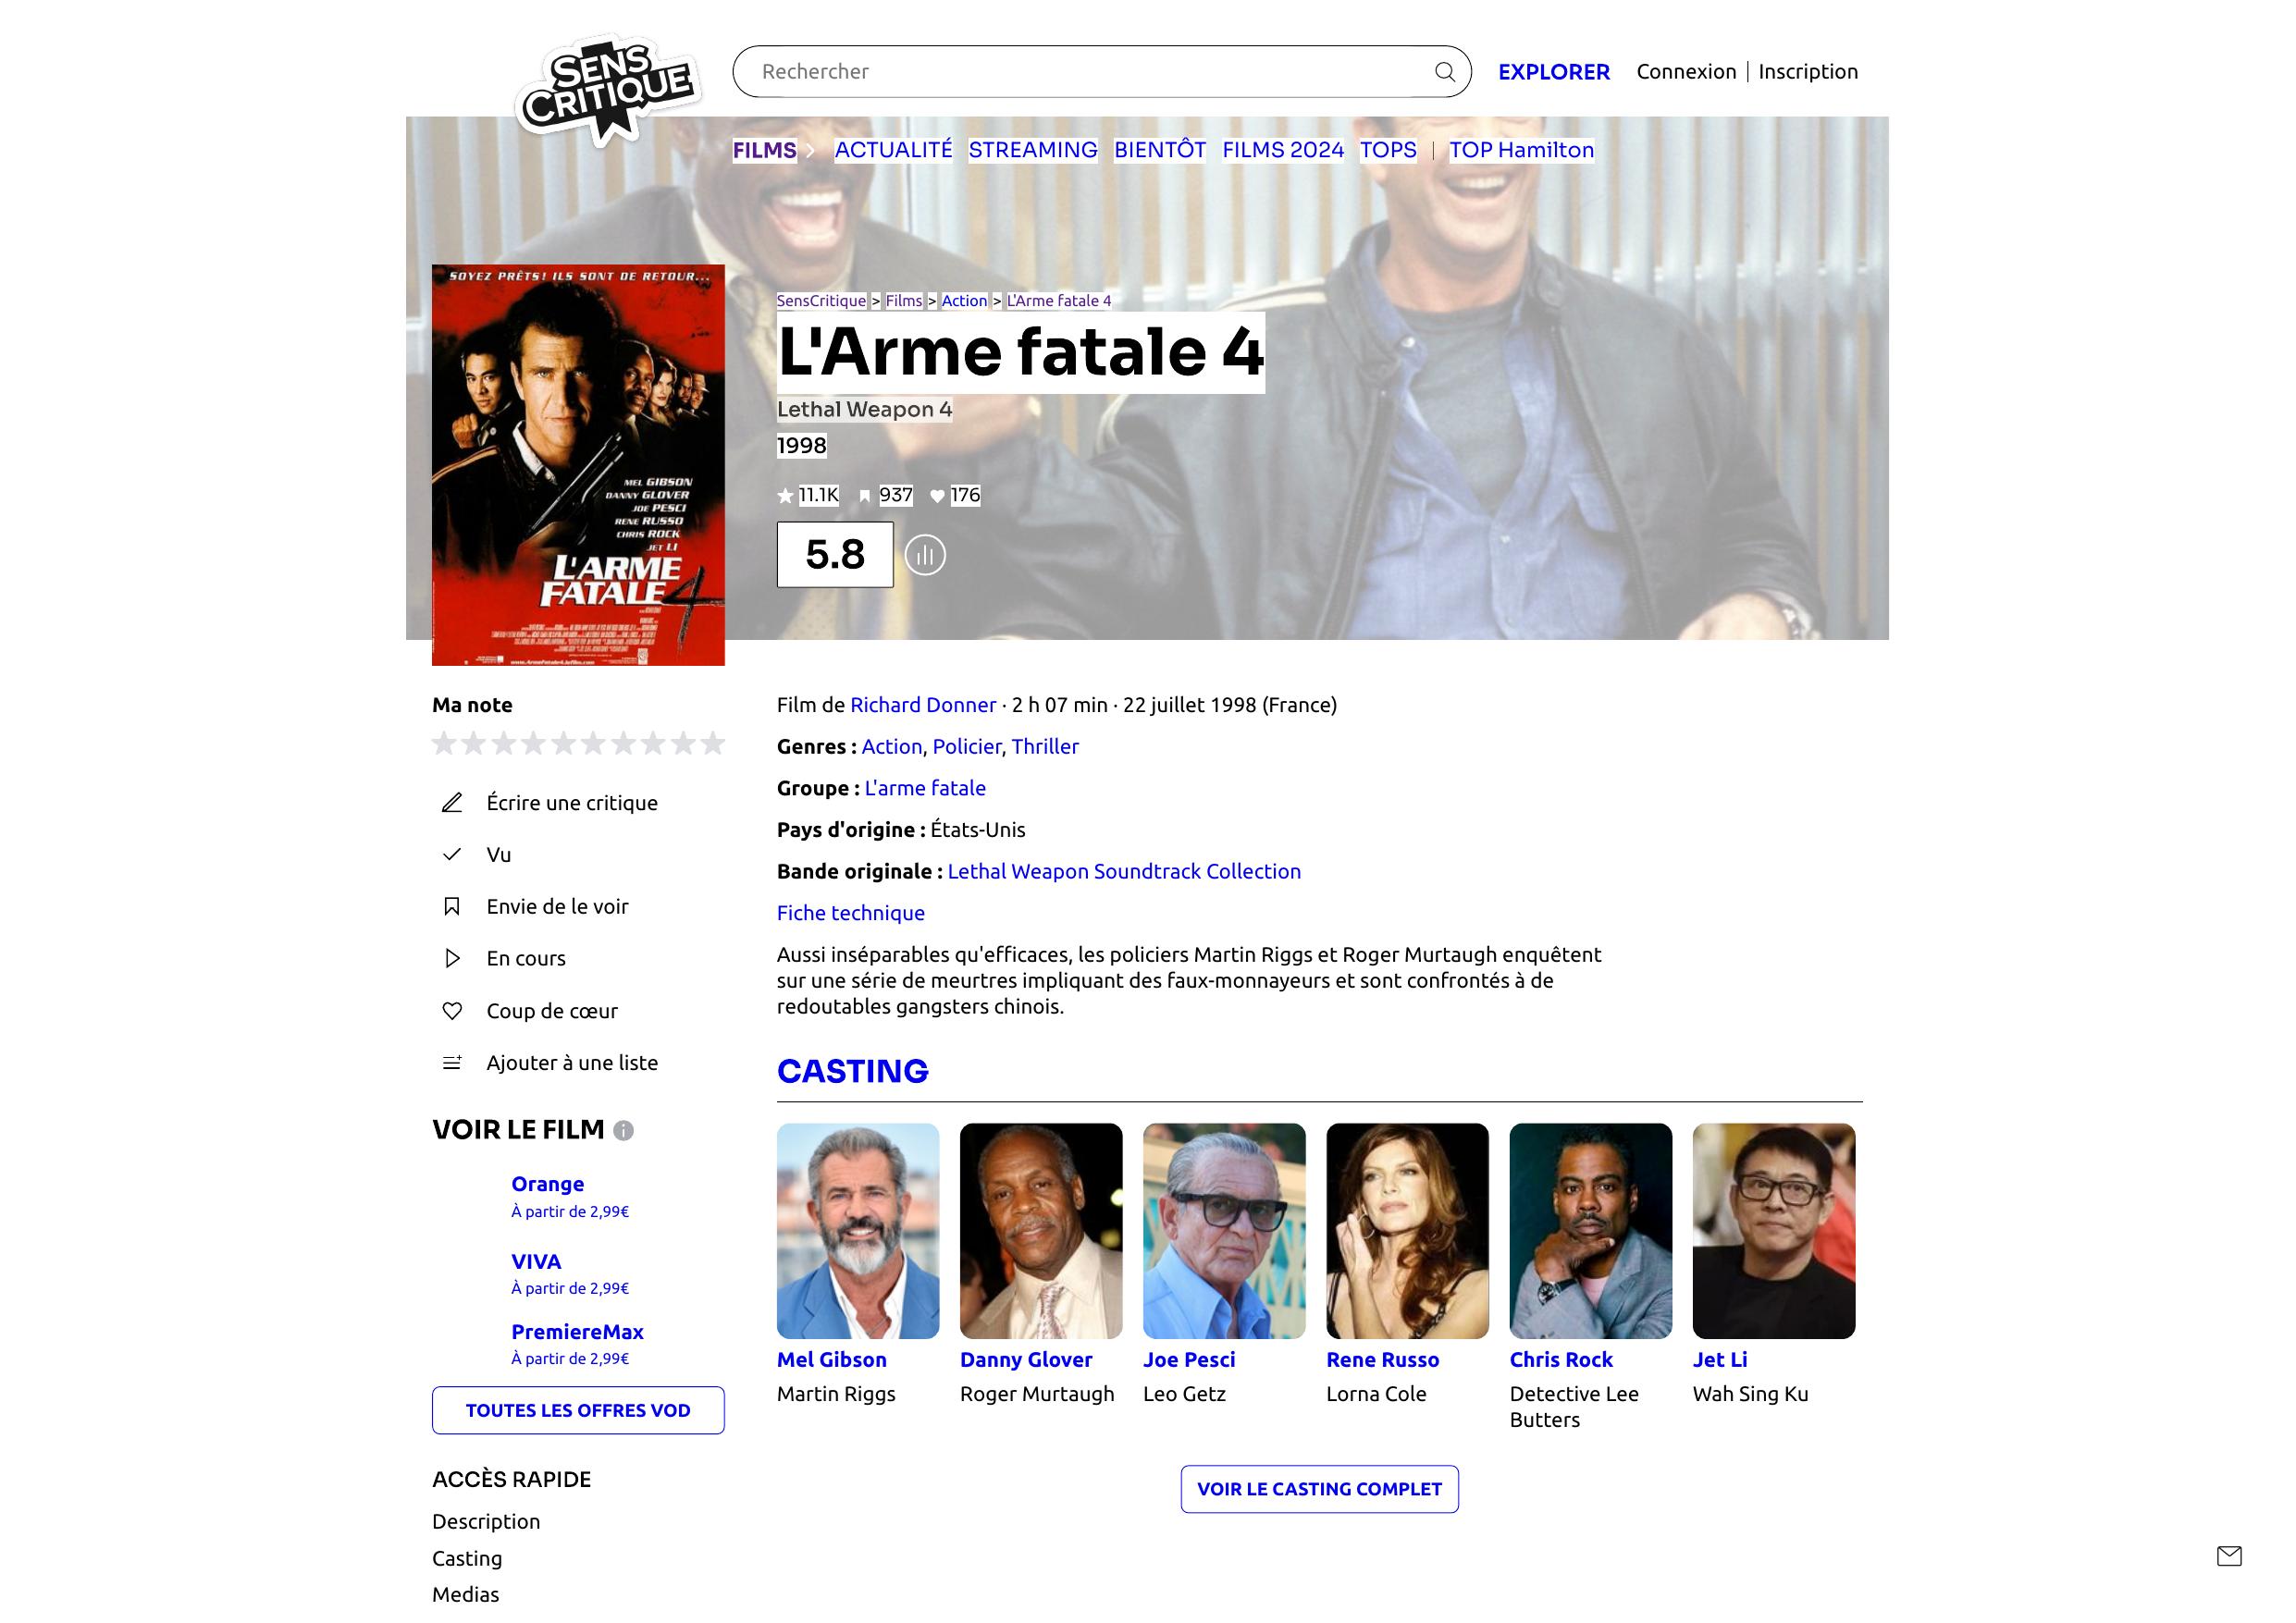 SENS
CRITIQUE
Rechercher
EXPLORER
Connexion | Inscription
FILMS ACTUALITÉ STREAMING BIENTÔT FILMS 2024 TOPS | TOP Hamilton
SOYEZ PRÊTS! ILS SONT DE RETOUR...
MEL GIBSON
DANNY GLOVER
JOE PESCI
RENE RUSSO
CHRIS ROCK
JET LI
L'ARME
FATALE 4
SensCritique > Films > Action > L'Arme fatale 4
L'Arme fatale 4
Lethal Weapon 4
1998
11.1K 937 176
5.8
Ma note
Écrire une critique
Vu
Envie de le voir
En cours
Coup de cœur
Ajouter à une liste
VOIR LE FILM
Orange
À partir de 2,99€
VIVA
À partir de 2,99€
PremiereMax
À partir de 2,99€
TOUTES LES OFFRES VOD
ACCÈS RAPIDE
Description
Casting
Medias
Film de Richard Donner · 2 h 07 min · 22 juillet 1998 (France)
Genres : Action, Policier, Thriller
Groupe : L'arme fatale
Pays d'origine : États-Unis
Bande originale : Lethal Weapon Soundtrack Collection
Fiche technique
Aussi inséparables qu'efficaces, les policiers Martin Riggs et Roger Murtaugh enquêtent
sur une série de meurtres impliquant des faux-monnayeurs et sont confrontés à de
redoutables gangsters chinois.
CASTING
Mel Gibson
Martin Riggs
Danny Glover
Roger Murtaugh
Joe Pesci
Leo Getz
Rene Russo
Lorna Cole
Chris Rock
Detective Lee
Butters
Jet Li
Wah Sing Ku
VOIR LE CASTING COMPLET